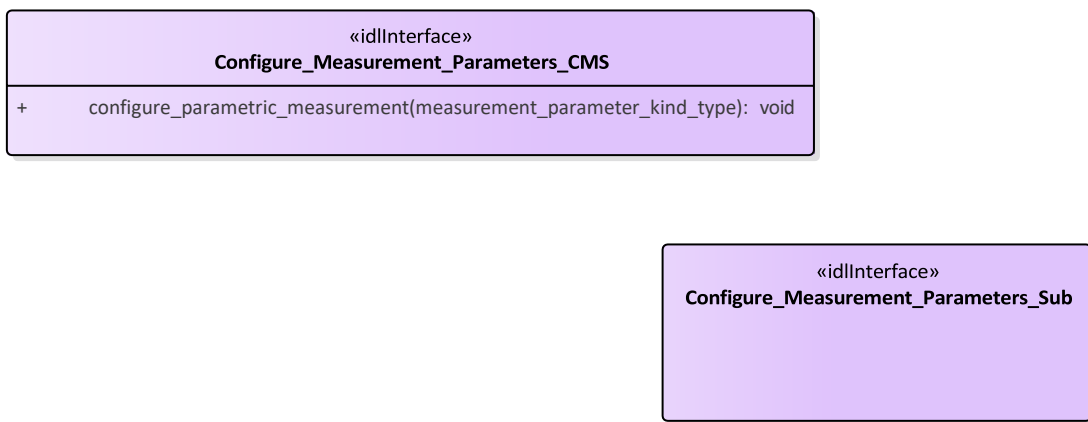 «idlInterface»
Configure_Measurement_Parameters_CMS
+ configure_parametric_measurement(measurement_parameter_kind_type): void
«idlInterface»
Configure_Measurement_Parameters_Sub